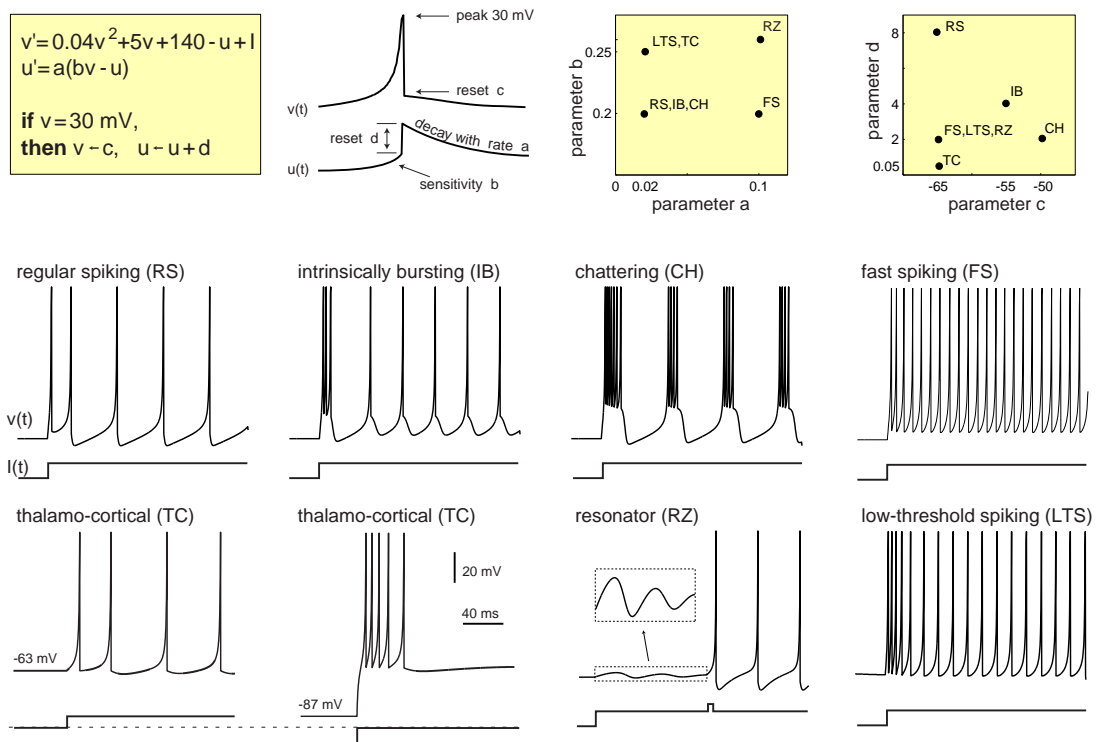 v'= 0.04v²+5v+140 - u+I
u'= a(bv - u)
if v = 30 mV,
then v ← c, u ← u + d
peak 30 mV
reset c
v(t)
reset d
decay with rate a
u(t)
sensitivity b
parameter b
0.25
0.2
LTS,TC
RZ
RS,IB,CH
FS
0
0.02
0.1
parameter a
parameter d
8
4
2
0.05
RS
IB
FS,LTS,RZ
CH
TC
-65
-55
-50
parameter c
regular spiking (RS)
intrinsically bursting (IB)
chattering (CH)
fast spiking (FS)
v(t)
I(t)
thalamo-cortical (TC)
thalamo-cortical (TC)
resonator (RZ)
low-threshold spiking (LTS)
20 mV
40 ms
-63 mV
-87 mV